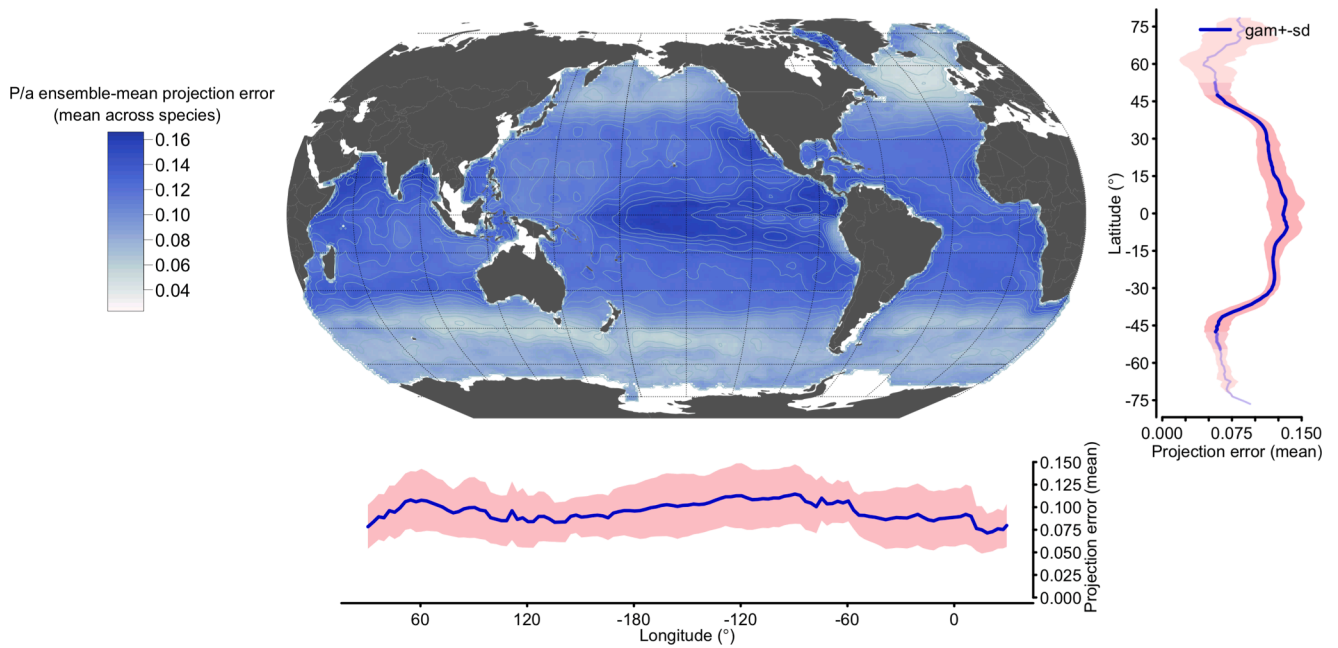 P/a ensemble-mean projection error
(mean across species)
0.16
0.14
0.12
0.10
0.08
0.06
0.04
gam+-sd
75
60
45
30
15
0
-15
-30
-45
-60
-75
Latitude (°)
0.000 0.075 0.150
Projection error (mean)
0.150
0.125
0.100
0.075
0.050
0.025
0.000
Projection error (mean)
60 120 -180 -120 -60 0
Longitude (°)